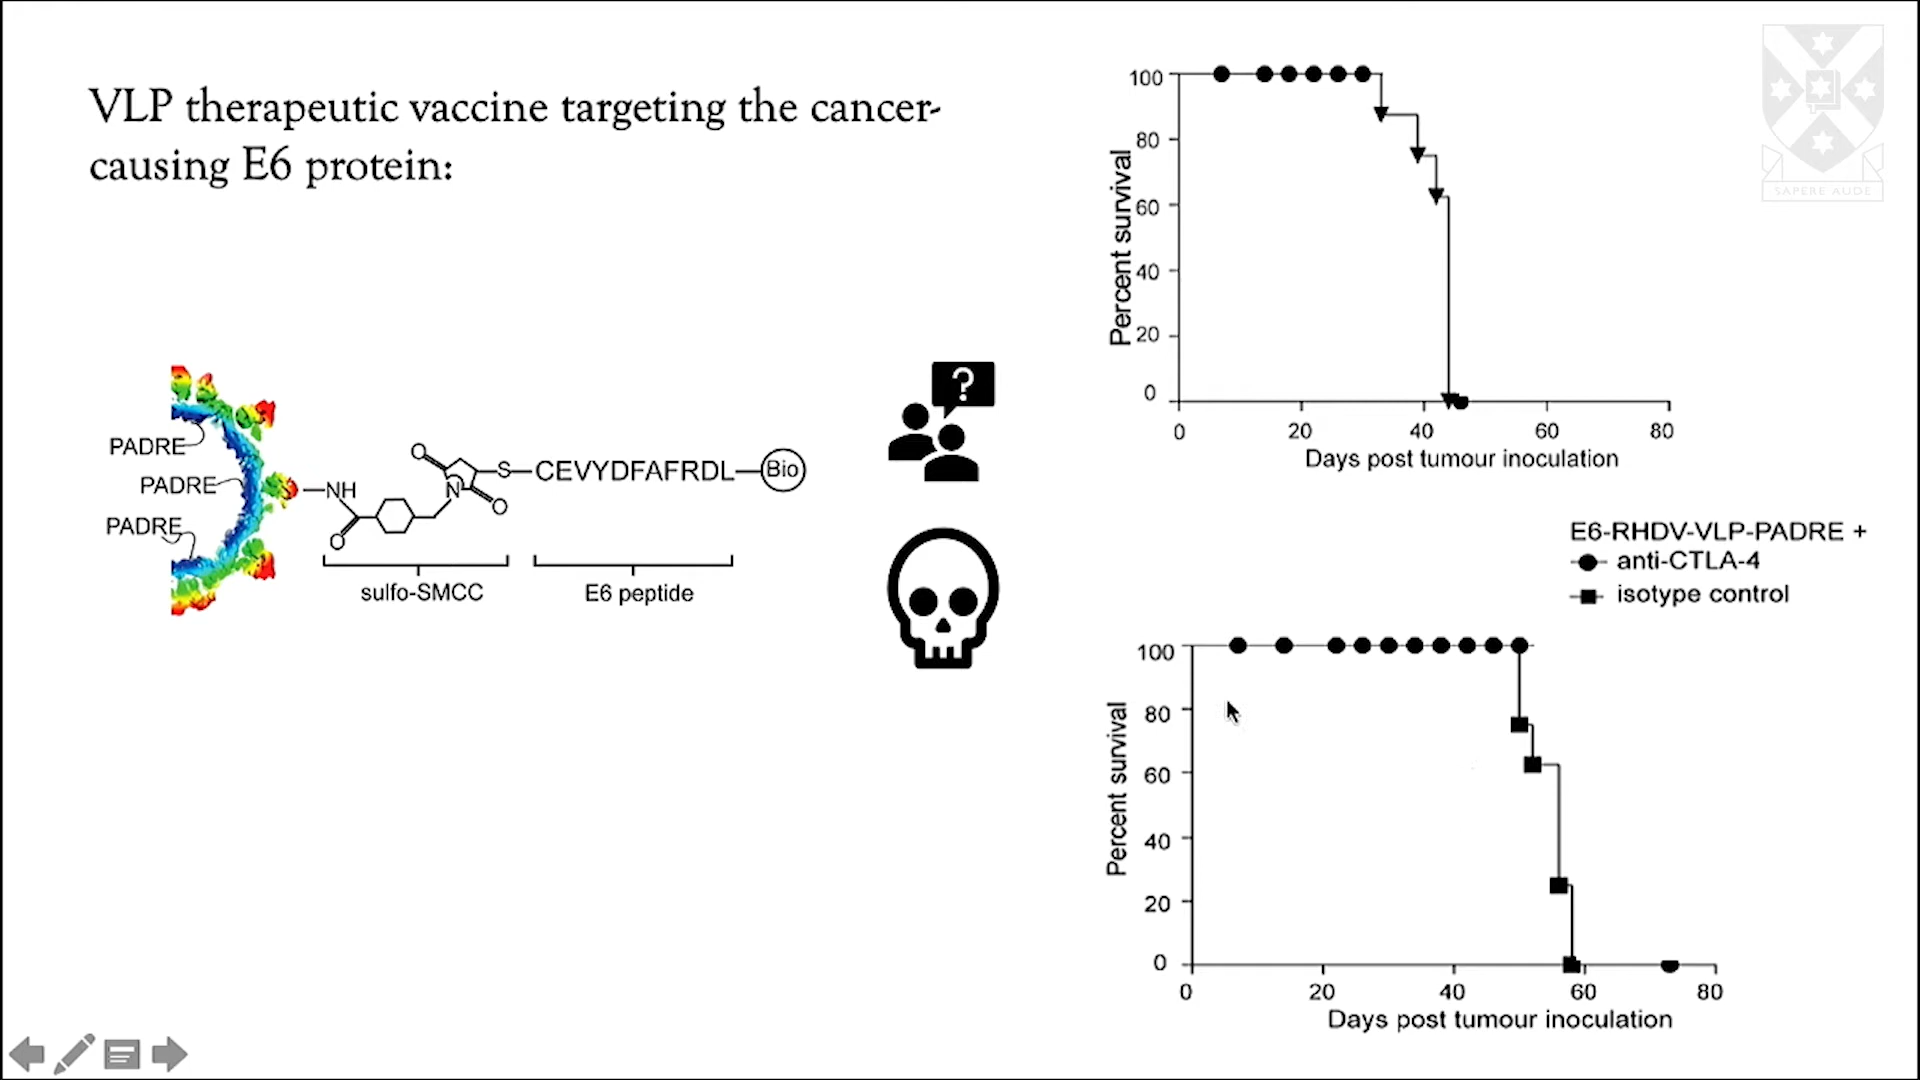 VLP therapeutic vaccine targeting the cancer-
causing E6 protein:
PADRE
PADRE
PADRE
NH
O
O
N
O
S
CEVYDFAFRDL
Bio
sulfo-SMCC
E6 peptide
?
Percent survival
100
80
60
40
20
0
0 20 40 60 80
Days post tumour inoculation
SAPERE AUDE
E6-RHDV-VLP-PADRE +
anti-CTLA-4
isotype control
Percent survival
100
80
60
40
20
0
0 20 40 60 80
Days post tumour inoculation